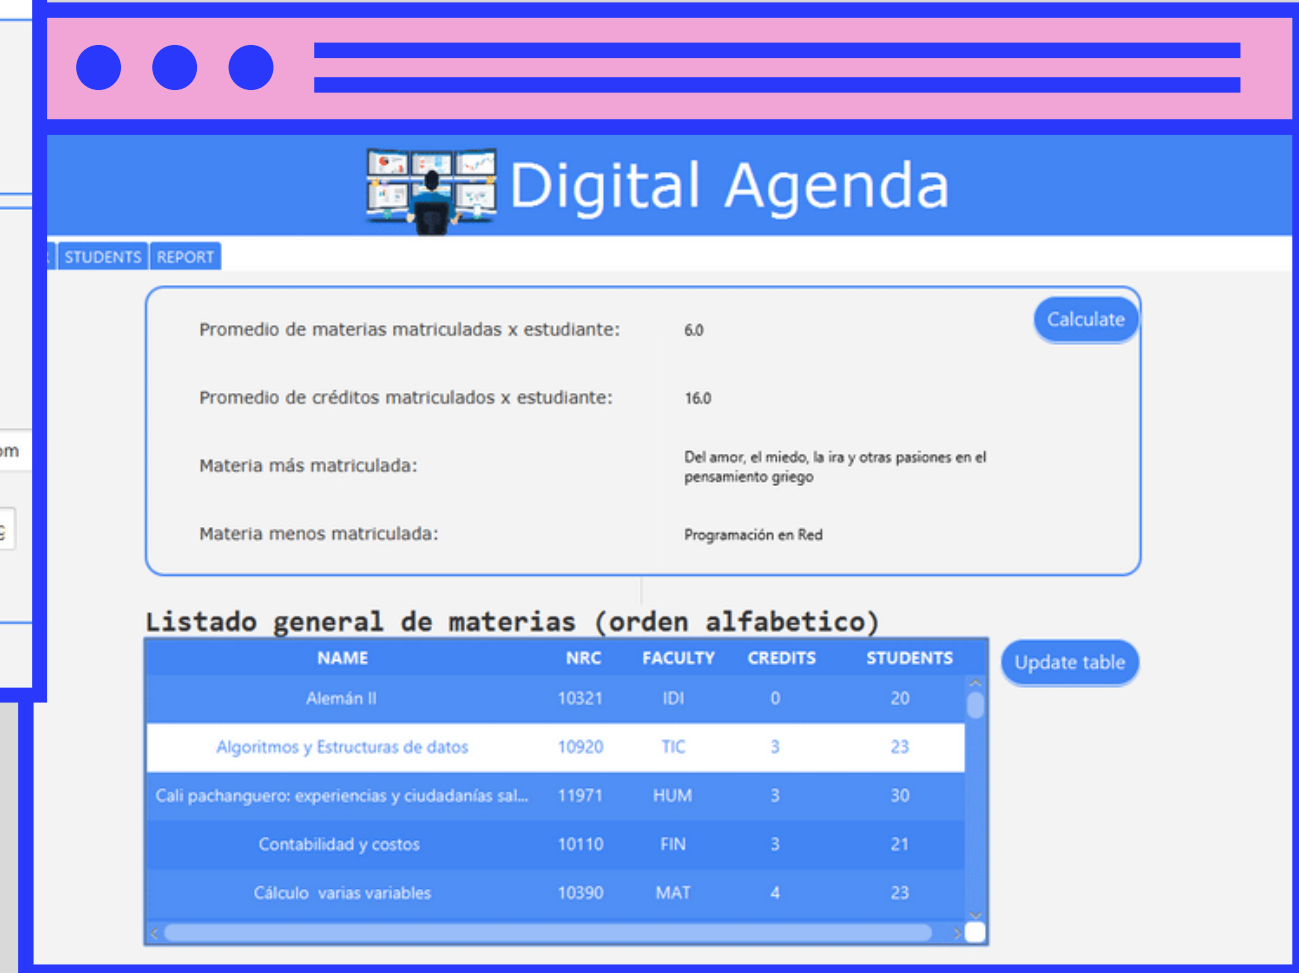 Digital Agenda
STUDENTS REPORT
Promedio de materias matriculadas x estudiante: 6.0 Calculate
Promedio de créditos matriculados x estudiante: 16.0
Materia más matriculada: Del amor, el miedo, la ira y otras pasiones en el
pensamiento griego
om
Materia menos matriculada: Programación en Red
Listado general de materias (orden alfabetico)
NAME NRC FACULTY CREDITS STUDENTS Update table
Alemán II 10321 IDI 0 20
Algoritmos y Estructuras de datos 10920 TIC 3 23
Cali pachanguero: experiencias y ciudadanías sal... 11971 HUM 3 30
Contabilidad y costos 10110 FIN 3 21
Cálculo  varias variables 10390 MAT 4 23